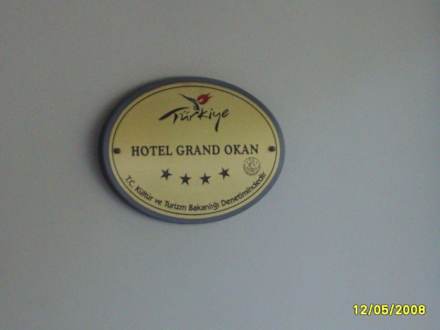 Türkiye
HOTEL GRAND OKAN
T.C. Kültür ve Turizm Bakanlığı Denetimindedir
12/05/2008